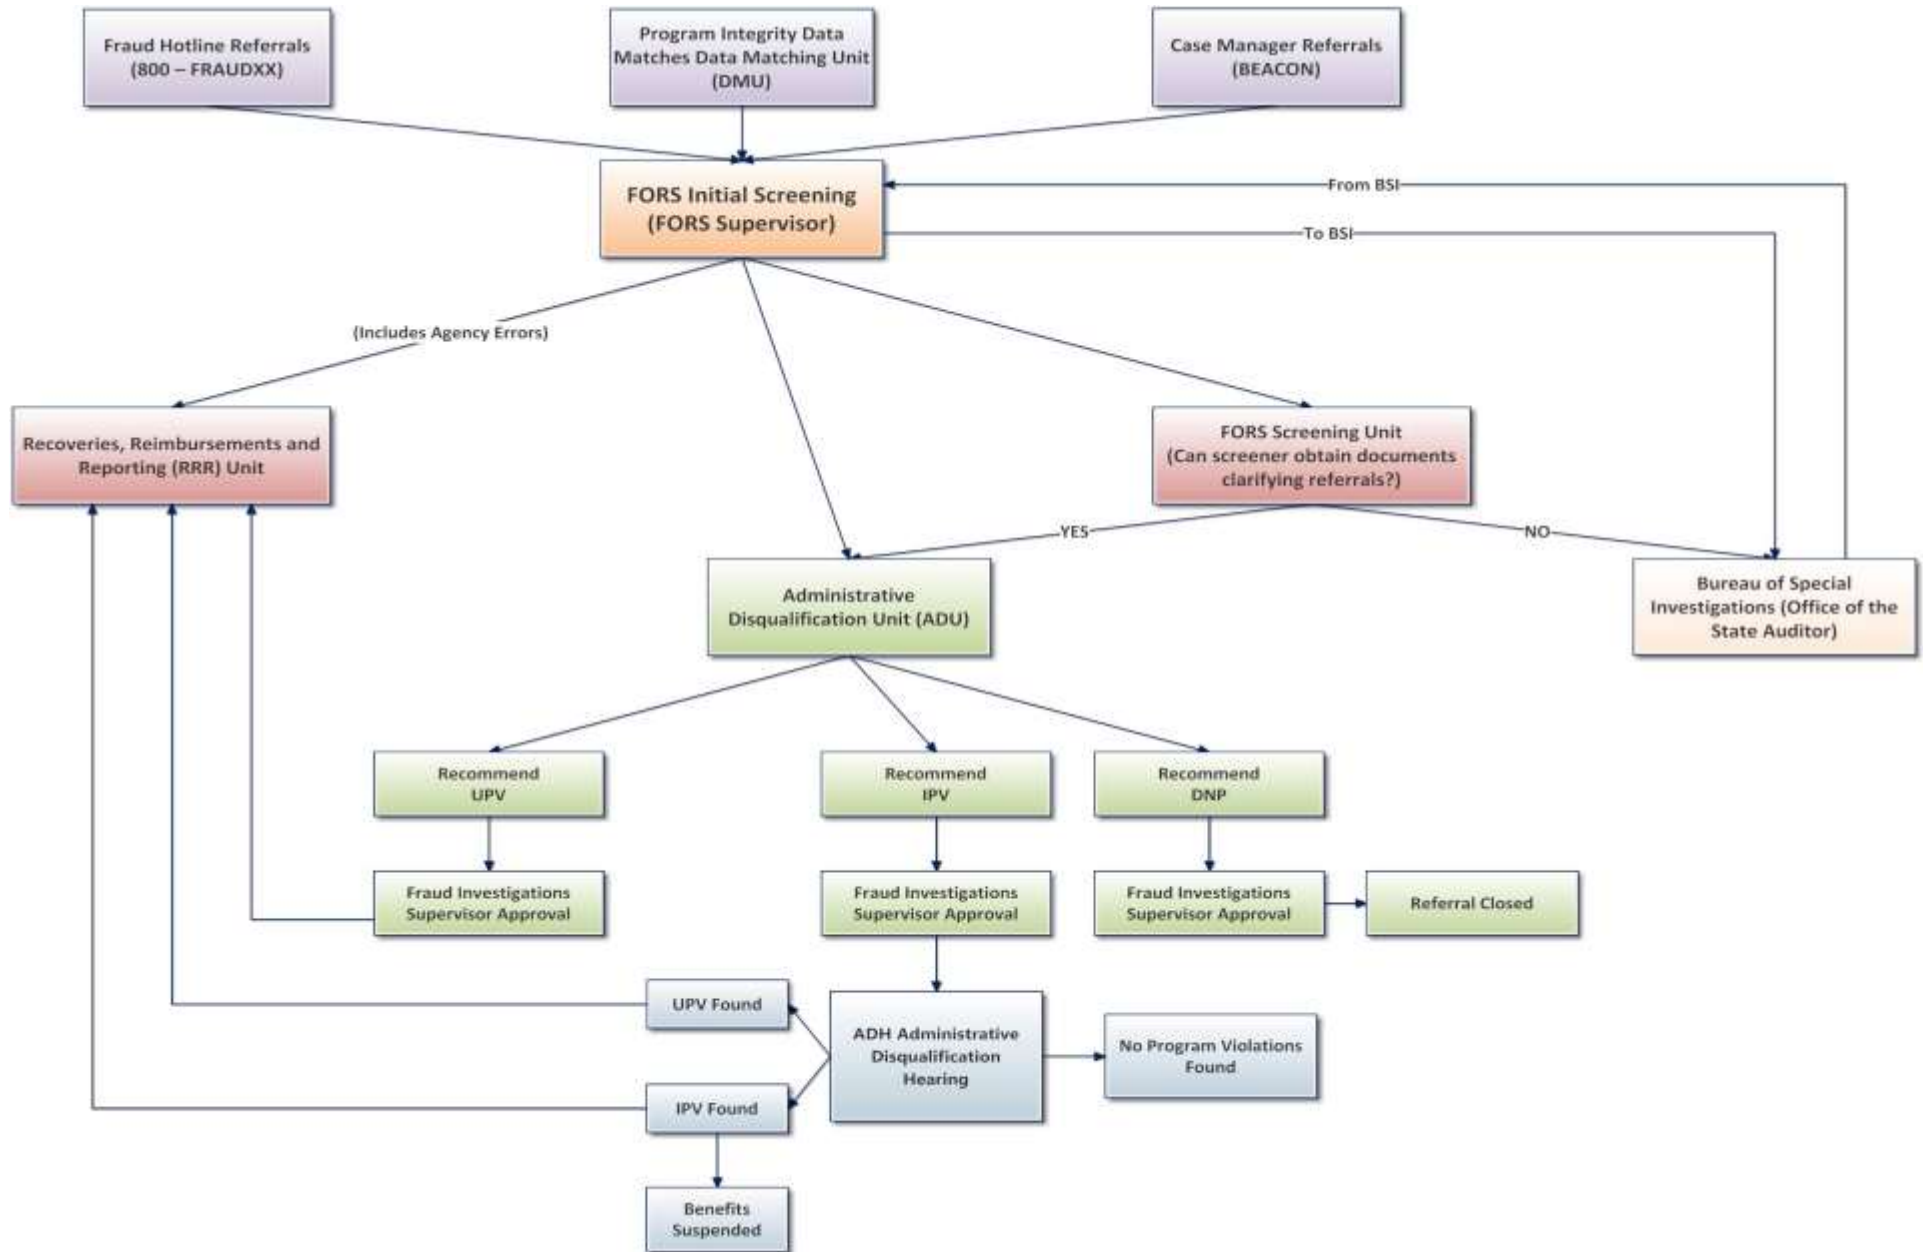 Fraud Hotline Referrals
(800 – FRAUDXX)
Program Integrity Data
Matches Data Matching Unit
(DMU)
Case Manager Referrals
(BEACON)
FORS Initial Screening
(FORS Supervisor)
From BSI
To BSI
(Includes Agency Errors)
Recoveries, Reimbursements and
Reporting (RRR) Unit
FORS Screening Unit
(Can screener obtain documents
clarifying referrals?)
YES
NO
Administrative
Disqualification Unit (ADU)
Bureau of Special
Investigations (Office of the
State Auditor)
Recommend
UPV
Recommend
IPV
Recommend
DNP
Fraud Investigations
Supervisor Approval
Fraud Investigations
Supervisor Approval
Fraud Investigations
Supervisor Approval
Referral Closed
UPV Found
ADH Administrative
Disqualification
Hearing
No Program Violations
Found
IPV Found
Benefits
Suspended